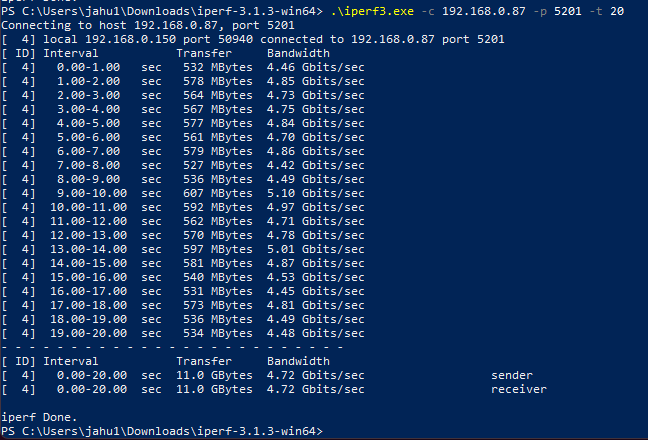 PS C:\Users\jahu1\Downloads\iperf-3.1.3-win64> .\iperf3.exe -c 192.168.0.87 -p 5201 -t 20
Connecting to host 192.168.0.87, port 5201
[  4] local 192.168.0.150 port 50940 connected to 192.168.0.87 port 5201
[ ID] Interval           Transfer     Bandwidth
[  4]   0.00-1.00   sec   532 MBytes  4.46 Gbits/sec
[  4]   1.00-2.00   sec   578 MBytes  4.85 Gbits/sec
[  4]   2.00-3.00   sec   564 MBytes  4.73 Gbits/sec
[  4]   3.00-4.00   sec   567 MBytes  4.75 Gbits/sec
[  4]   4.00-5.00   sec   577 MBytes  4.84 Gbits/sec
[  4]   5.00-6.00   sec   561 MBytes  4.70 Gbits/sec
[  4]   6.00-7.00   sec   579 MBytes  4.86 Gbits/sec
[  4]   7.00-8.00   sec   527 MBytes  4.42 Gbits/sec
[  4]   8.00-9.00   sec   536 MBytes  4.49 Gbits/sec
[  4]   9.00-10.00  sec   607 MBytes  5.10 Gbits/sec
[  4]  10.00-11.00  sec   592 MBytes  4.97 Gbits/sec
[  4]  11.00-12.00  sec   562 MBytes  4.71 Gbits/sec
[  4]  12.00-13.00  sec   570 MBytes  4.78 Gbits/sec
[  4]  13.00-14.00  sec   597 MBytes  5.01 Gbits/sec
[  4]  14.00-15.00  sec   581 MBytes  4.87 Gbits/sec
[  4]  15.00-16.00  sec   540 MBytes  4.53 Gbits/sec
[  4]  16.00-17.00  sec   531 MBytes  4.45 Gbits/sec
[  4]  17.00-18.00  sec   573 MBytes  4.81 Gbits/sec
[  4]  18.00-19.00  sec   536 MBytes  4.49 Gbits/sec
[  4]  19.00-20.00  sec   534 MBytes  4.48 Gbits/sec
- - - - - - - - - - - - - - - - - - - - - - - - -
[ ID] Interval           Transfer     Bandwidth
[  4]   0.00-20.00  sec  11.0 GBytes  4.72 Gbits/sec                  sender
[  4]   0.00-20.00  sec  11.0 GBytes  4.72 Gbits/sec                  receiver
iperf Done.
PS C:\Users\jahu1\Downloads\iperf-3.1.3-win64>